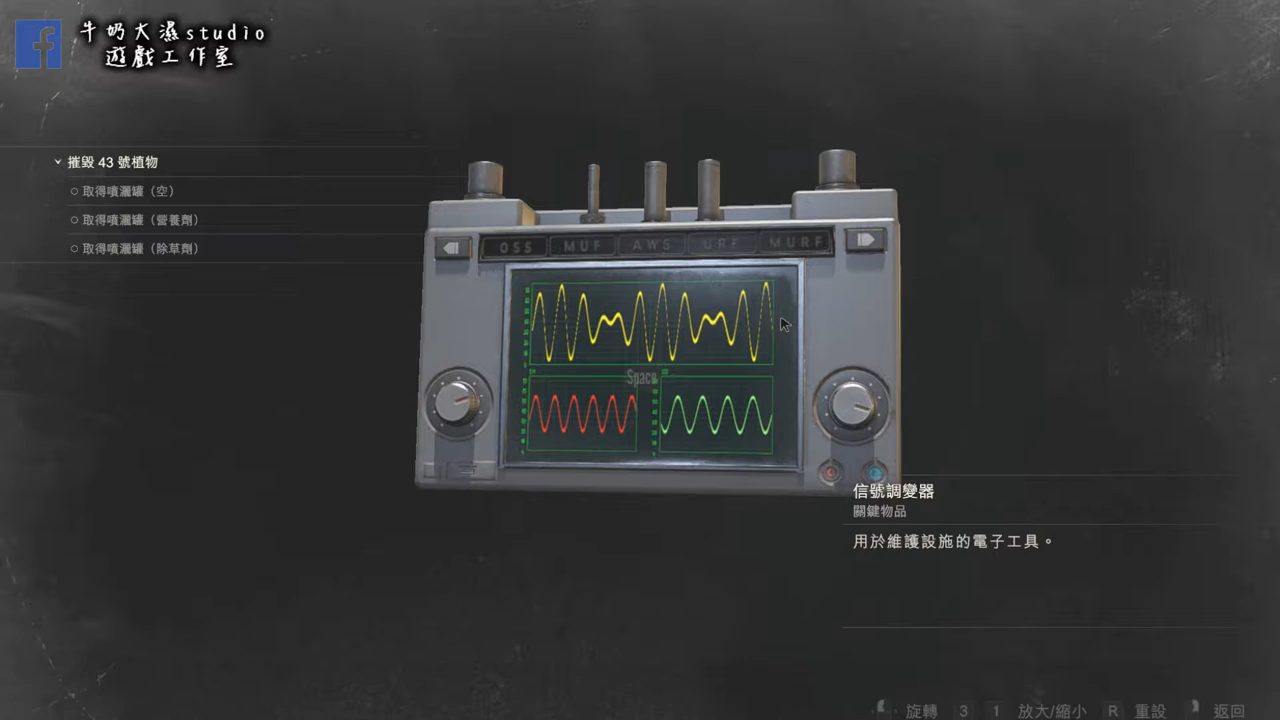 牛奶大濕studio
遊戲工作室
摧毀 43 號植物
取得噴灑罐（空）
取得噴灑罐（營養劑）
取得噴灑罐（除草劑）
OSS MUF AWS URF MURF
Space
信號調變器
關鍵物品
用於維護設施的電子工具。
旋轉 3 1 放大/縮小 R 重設 返回